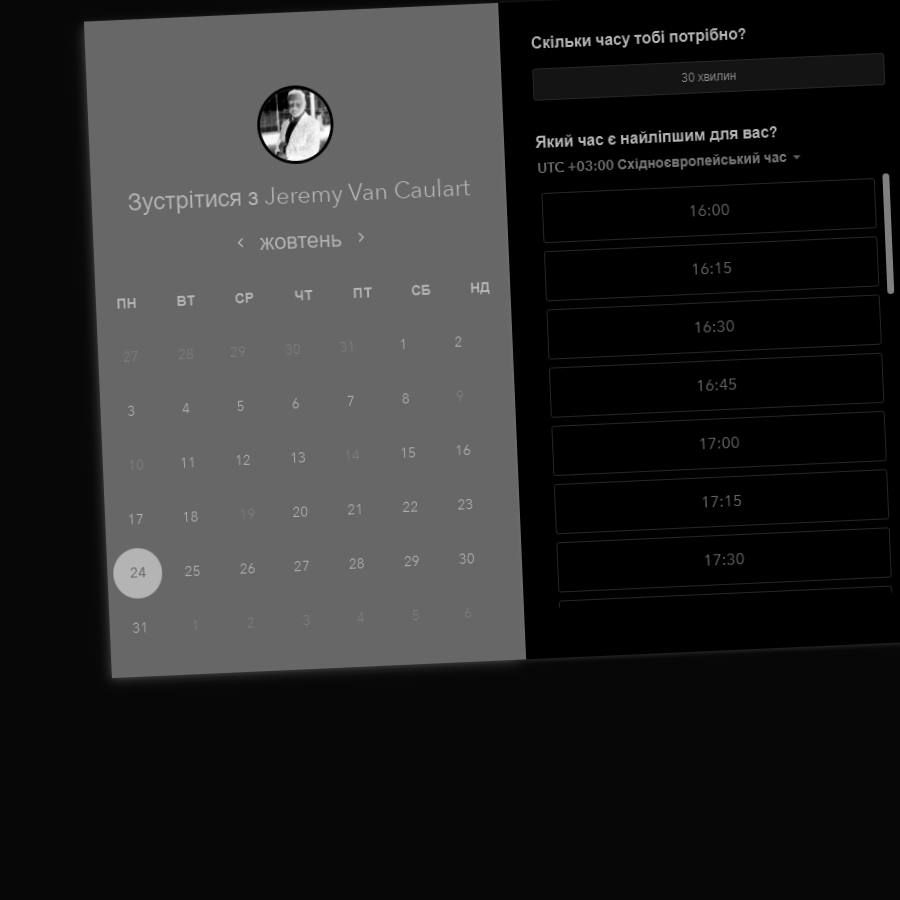 Зустрітися з Jeremy Van Caulart
‹ жовтень ›
ПН ВТ СР ЧТ ПТ СБ НД
27 28 29 30 31 1 2
3 4 5 6 7 8 9
10 11 12 13 14 15 16
17 18 19 20 21 22 23
24 25 26 27 28 29 30
31 1 2 3 4 5 6
Скільки часу тобі потрібно?
30 хвилин
Який час є найліпшим для вас?
UTC +03:00 Східноєвропейський час
16:00
16:15
16:30
16:45
17:00
17:15
17:30